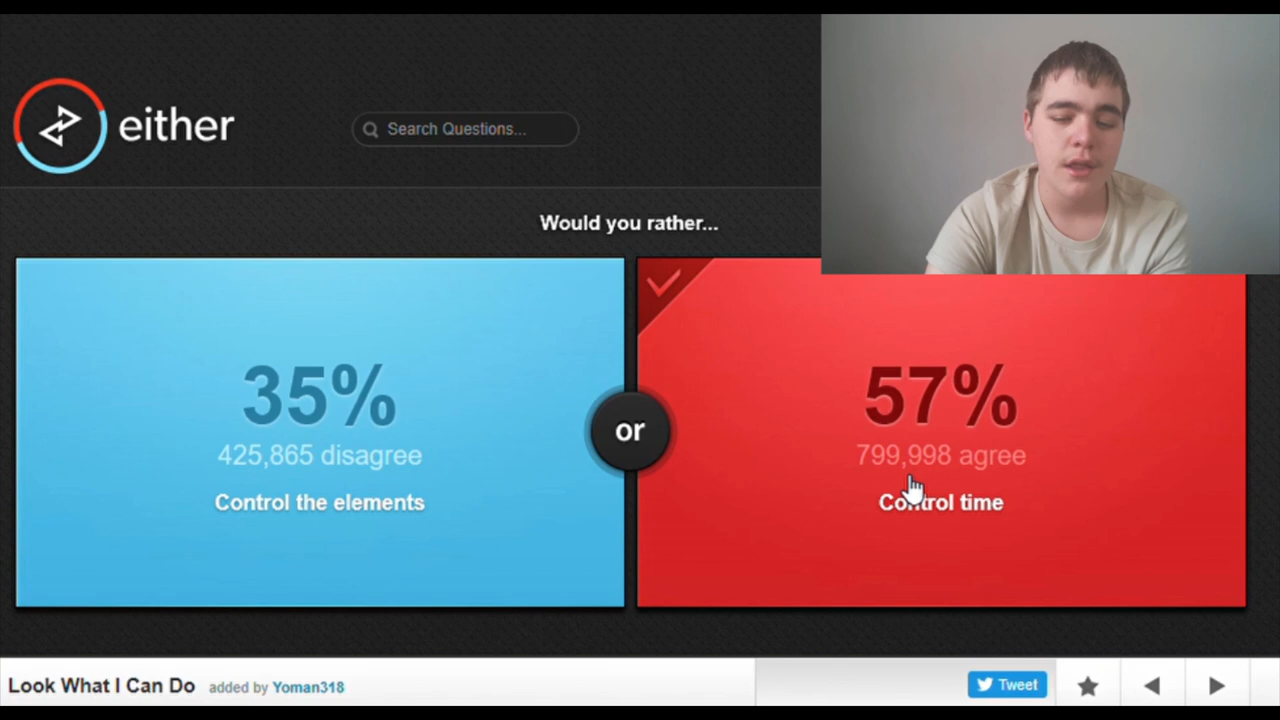 either
Search Questions...
Would you rather...
35%
425,865 disagree
Control the elements
or
57%
799,998 agree
Control time
Look What I Can Do added by Yoman318
Tweet